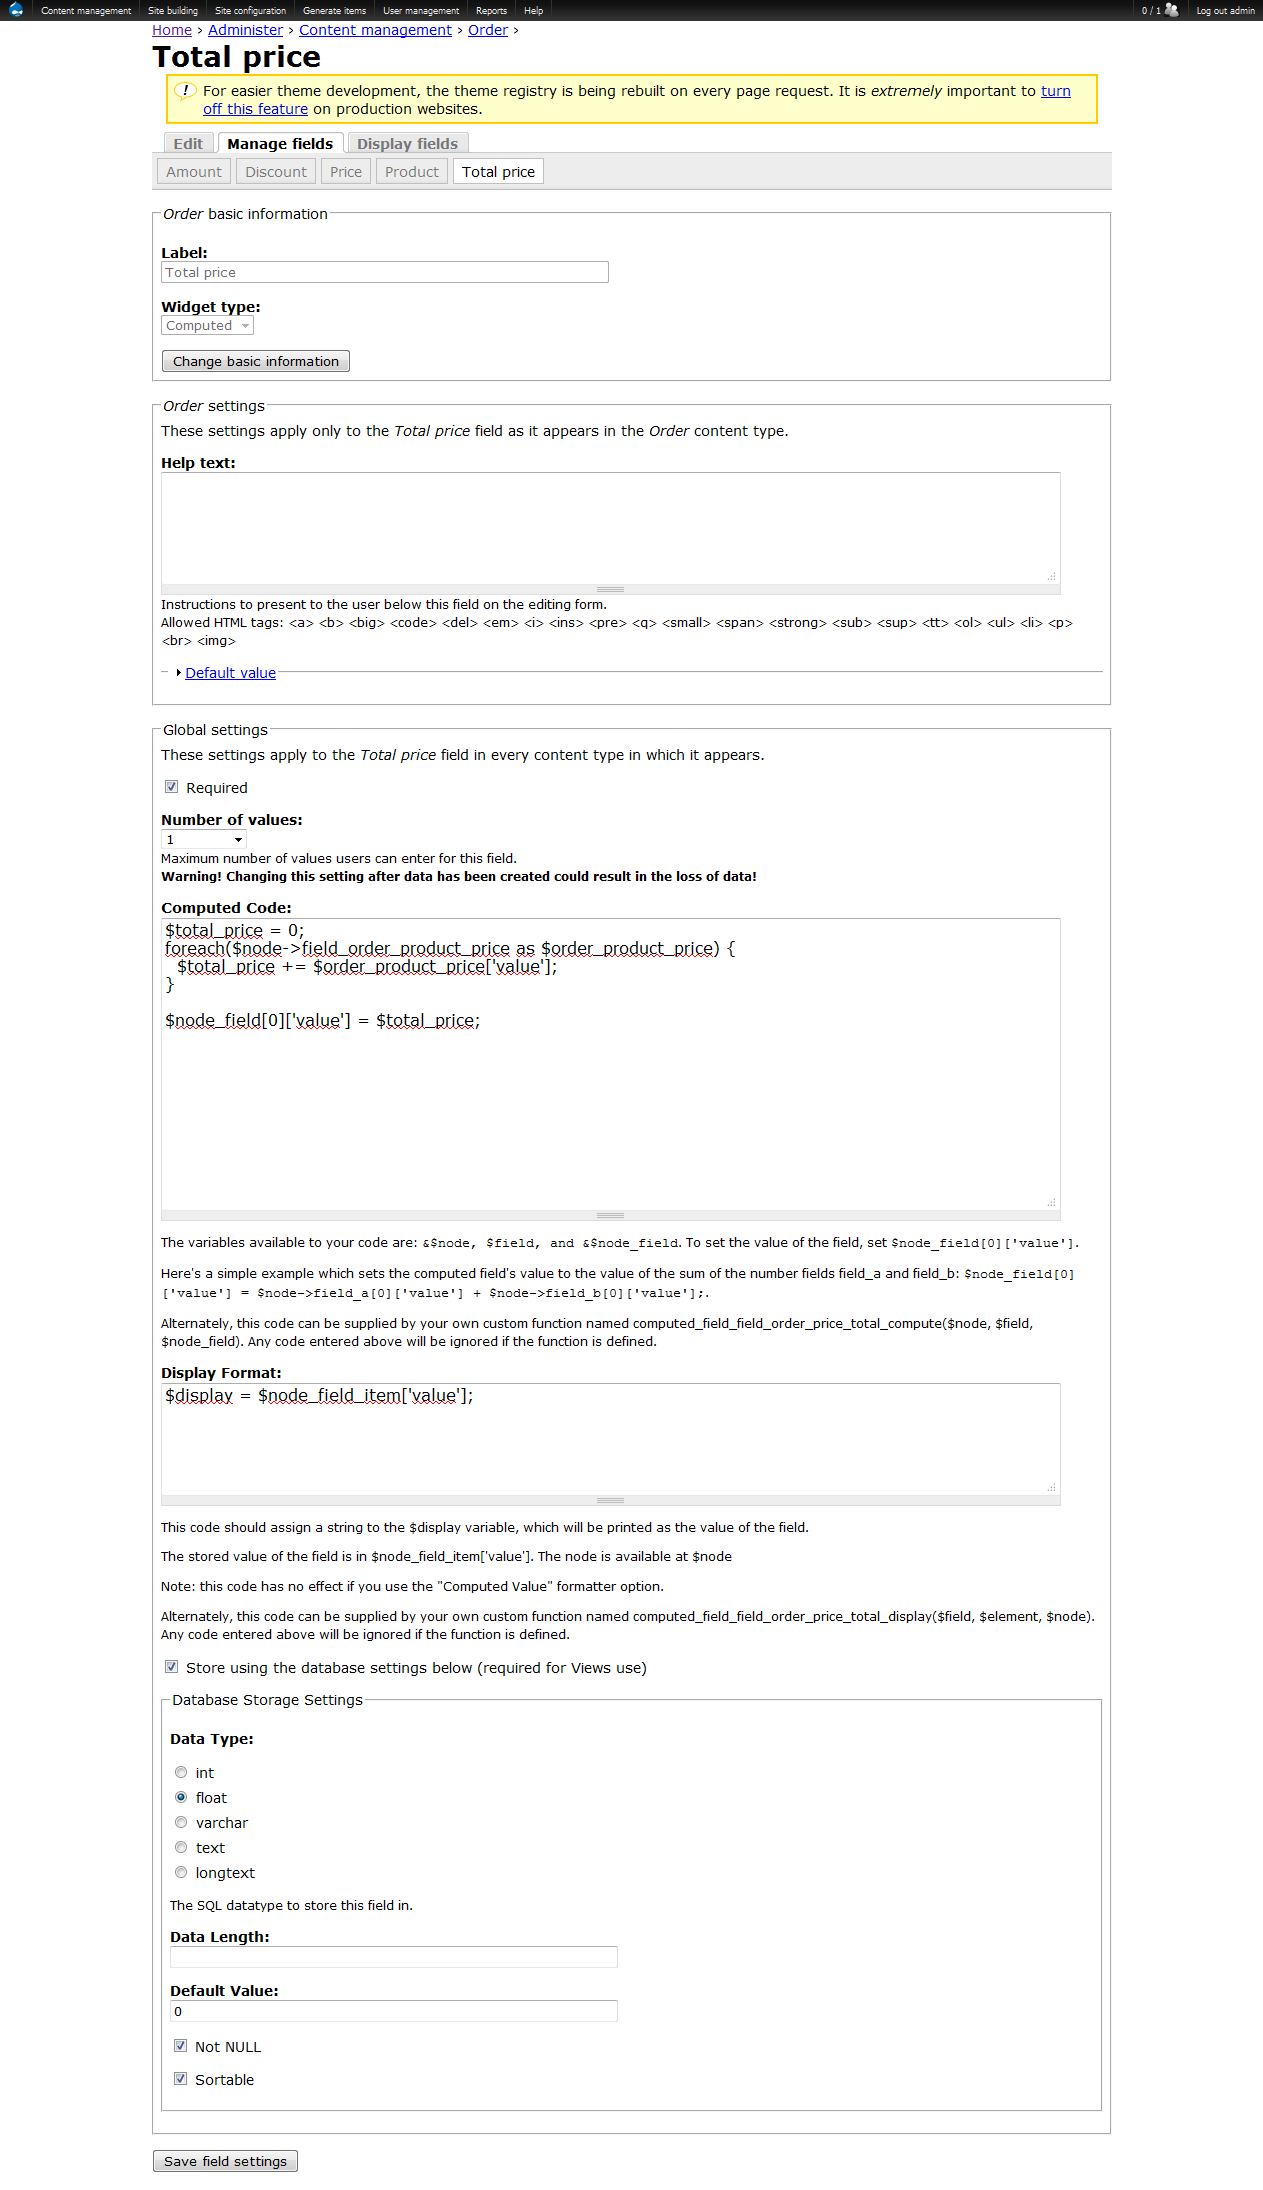 Content management Site building Site configuration Generate items User management Reports Help 0 / 1 Log out admin
Home › Administer › Content management › Order ›
Total price
For easier theme development, the theme registry is being rebuilt on every page request. It is extremely important to turn
off this feature on production websites.
Edit Manage fields Display fields
Amount Discount Price Product Total price
Order basic information
Label:
Total price
Widget type:
Computed
Change basic information
Order settings
These settings apply only to the Total price field as it appears in the Order content type.
Help text:
Instructions to present to the user below this field on the editing form.
Allowed HTML tags: <a> <b> <big> <code> <del> <em> <i> <ins> <pre> <q> <small> <span> <strong> <sub> <sup> <tt> <ol> <ul> <li> <p>
<br> <img>
Default value
Global settings
These settings apply to the Total price field in every content type in which it appears.
Required
Number of values:
1
Maximum number of values users can enter for this field.
Warning! Changing this setting after data has been created could result in the loss of data!
Computed Code:
$total_price = 0;
foreach($node->field_order_product_price as $order_product_price) {
$total_price += $order_product_price['value'];
}
$node_field[0]['value'] = $total_price;
The variables available to your code are: &$node, $field, and &$node_field. To set the value of the field, set $node_field[0]['value'].
Here's a simple example which sets the computed field's value to the value of the sum of the number fields field_a and field_b: $node_field[0]
['value'] = $node->field_a[0]['value'] + $node->field_b[0]['value'];.
Alternately, this code can be supplied by your own custom function named computed_field_field_order_price_total_compute($node, $field,
$node_field). Any code entered above will be ignored if the function is defined.
Display Format:
$display = $node_field_item['value'];
This code should assign a string to the $display variable, which will be printed as the value of the field.
The stored value of the field is in $node_field_item['value']. The node is available at $node
Note: this code has no effect if you use the "Computed Value" formatter option.
Alternately, this code can be supplied by your own custom function named computed_field_field_order_price_total_display($field, $element, $node).
Any code entered above will be ignored if the function is defined.
Store using the database settings below (required for Views use)
Database Storage Settings
Data Type:
int
float
varchar
text
longtext
The SQL datatype to store this field in.
Data Length:
Default Value:
0
Not NULL
Sortable
Save field settings